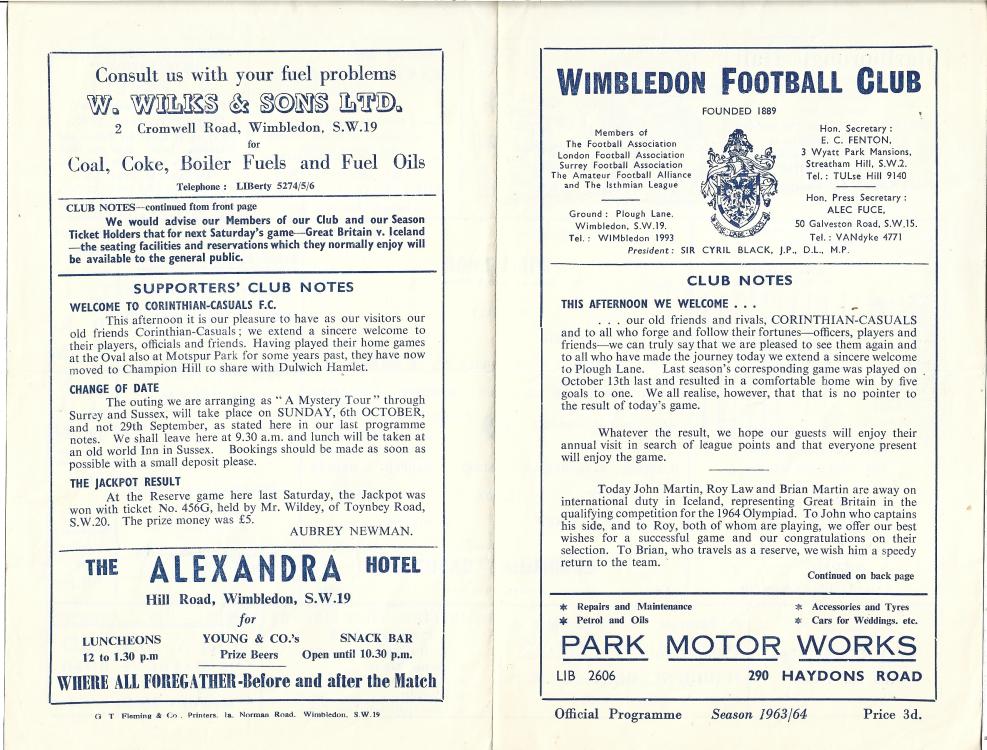 Consult us with your fuel problems
W. WILKS & SONS LTD.
2 Cromwell Road, Wimbledon, S.W.19
for
Coal, Coke, Boiler Fuels and Fuel Oils
Telephone : LIBerty 5274/5/6
CLUB NOTES—continued ftom front page
We would advise our Members of our Club and our Season
Ticket Holders that for next Saturday's game—Great Britain v. Iceland
—the seating facilities and reservations which they normally enjoy will
be available to the general public.
SUPPORTERS' CLUB NOTES
WELCOME TO CORINTHIAN-CASUALS F.C.
This afternoon it is our pleasure to have as our visitors our
old friends Corinthian-Casuals ; we extend a sincere welcome to
their players, officials and friends. Having played their home games
at the Oval also at Motspur Park for some years past, they have now
moved to Champion Hill to share with Dulwich Hamlet.
CHANGE OF DATE
The outing we are arranging as " A Mystery Tour " through
Surrey and Sussex, will take place on SUNDAY, 6th OCTOBER,
and not 29th September, as stated here in our last programme
notes. We shall leave here at 9.30 a.m. and lunch will be taken at
an old world Inn in Sussex. Bookings should be made as soon as
possible with a small deposit please.
THE JACKPOT RESULT
At the Reserve game here last Saturday, the Jackpot was
won with ticket No. 456G, held by Mr. Wildey, of Toynbey Road,
S.W.20. The prize money was £5.
AUBREY NEWMAN.
THE ALEXANDRA HOTEL
Hill Road, Wimbledon, S.W.19
for
LUNCHEONS YOUNG & CO.'s SNACK BAR
12 to 1.30 p.m Prize Beers Open until 10.30 p.m.
WHERE ALL FOREGATHER-Before and after the Match
G T Fleming & Co., Printers, 1a, Norman Road, Wimbledon, S.W.19
WIMBLEDON FOOTBALL CLUB
FOUNDED 1889
Members of
The Football Association
London Football Association
Surrey Football Association
The Amateur Football Alliance
and The Isthmian League
Ground : Plough Lane.
Wimbledon, S.W.19.
Tel. : WIMbledon 1993
Hon. Secretary :
E. C. FENTON,
3 Wyatt Park Mansions,
Streatham Hill, S.W.2.
Tel. : TULse Hill 9140
Hon. Press Secretary :
ALEC FUCE,
50 Galveston Road, S.W.15.
Tel. : VANdyke 4771
President : SIR CYRIL BLACK, J.P., D.L., M.P.
CLUB NOTES
THIS AFTERNOON WE WELCOME . . .
. . . our old friends and rivals, CORINTHIAN-CASUALS
and to all who forge and follow their fortunes—officers, players and
friends—we can truly say that we are pleased to see them again and
to all who have made the journey today we extend a sincere welcome
to Plough Lane. Last season's corresponding game was played on
October 13th last and resulted in a comfortable home win by five
goals to one. We all realise, however, that that is no pointer to
the result of today's game.
Whatever the result, we hope our guests will enjoy their
annual visit in search of league points and that everyone present
will enjoy the game.
Today John Martin, Roy Law and Brian Martin are away on
international duty in Iceland, representing Great Britain in the
qualifying competition for the 1964 Olympiad. To John who captains
his side, and to Roy, both of whom are playing, we offer our best
wishes for a successful game and our congratulations on their
selection. To Brian, who travels as a reserve, we wish him a speedy
return to the team.
Continued on back page
* Repairs and Maintenance * Accessories and Tyres
* Petrol and Oils * Cars for Weddings. etc.
PARK MOTOR WORKS
LIB 2606 290 HAYDONS ROAD
Official Programme Season 1963/64 Price 3d.